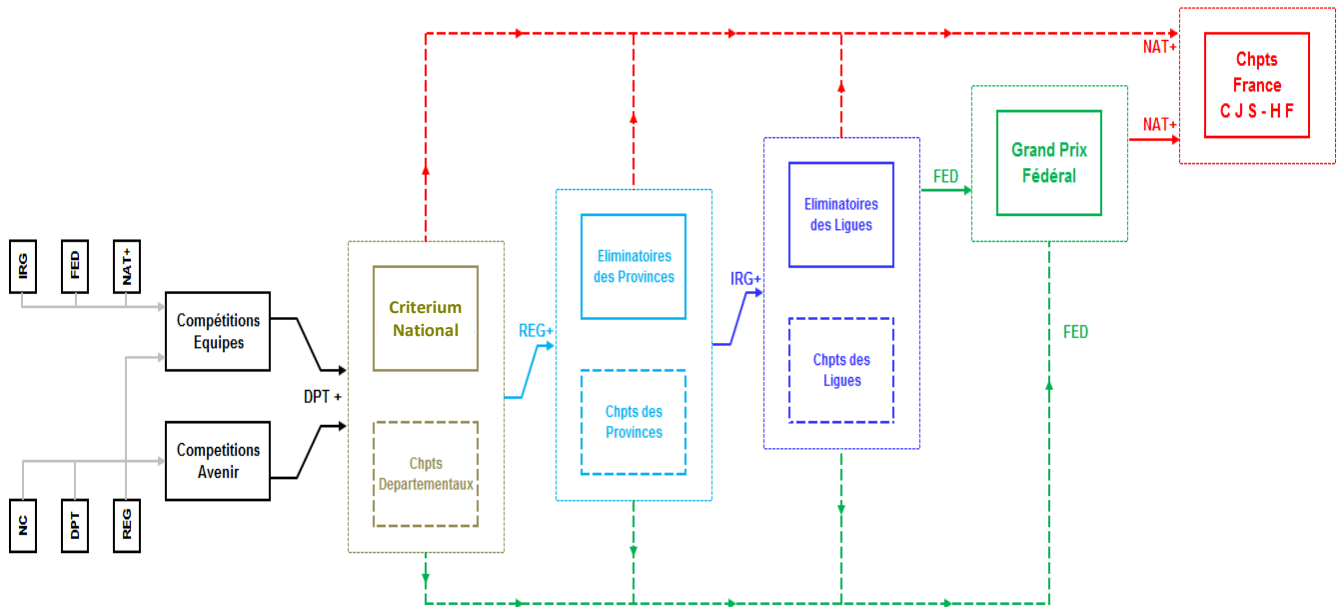 IRG
FED
NAT+
Compétitions
Equipes
Competitions
Avenir
NC
DPT
REG
DPT +
Criterium
National
Chpts
Departementaux
REG+
Eliminatoires
des Provinces
Chpts des
Provinces
IRG+
Eliminatoires
des Ligues
Chpts des
Ligues
FED
Grand Prix
Fédéral
FED
NAT+
NAT+
Chpts
France
C J S - H F